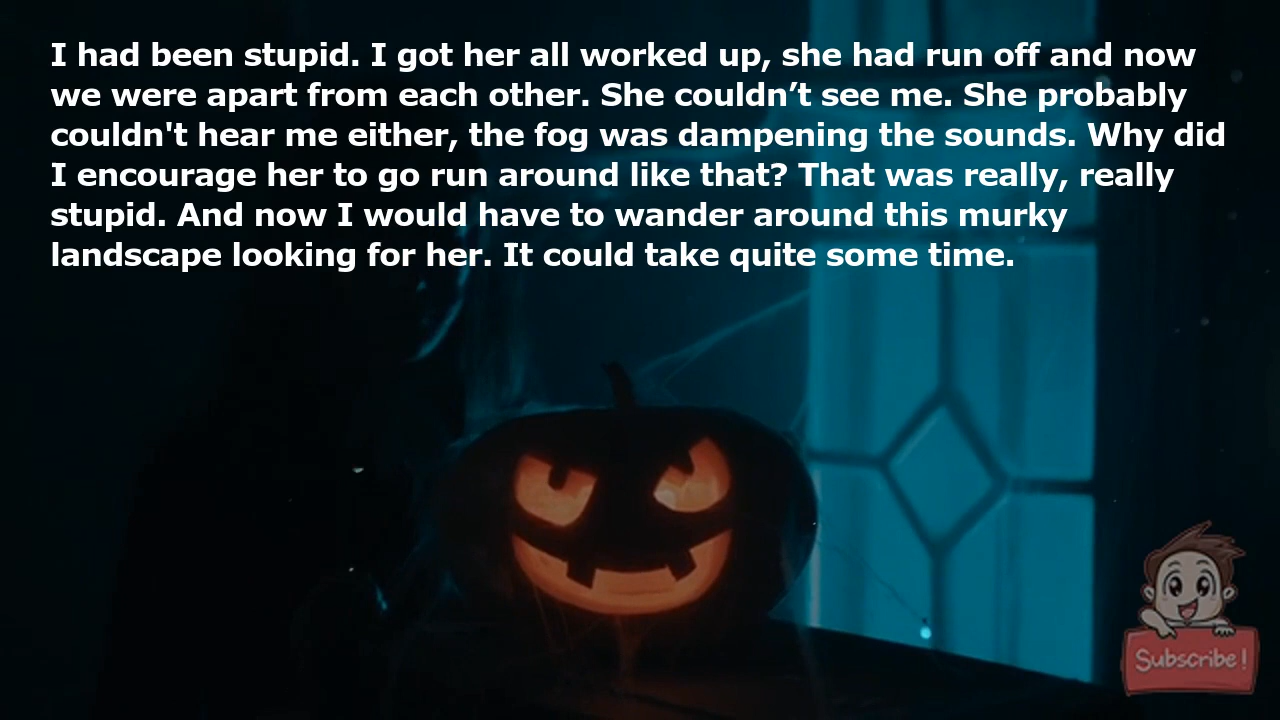 I had been stupid. I got her all worked up, she had run off and now
we were apart from each other. She couldn’t see me. She probably
couldn't hear me either, the fog was dampening the sounds. Why did
I encourage her to go run around like that? That was really, really
stupid. And now I would have to wander around this murky
landscape looking for her. It could take quite some time.
Subscribe!